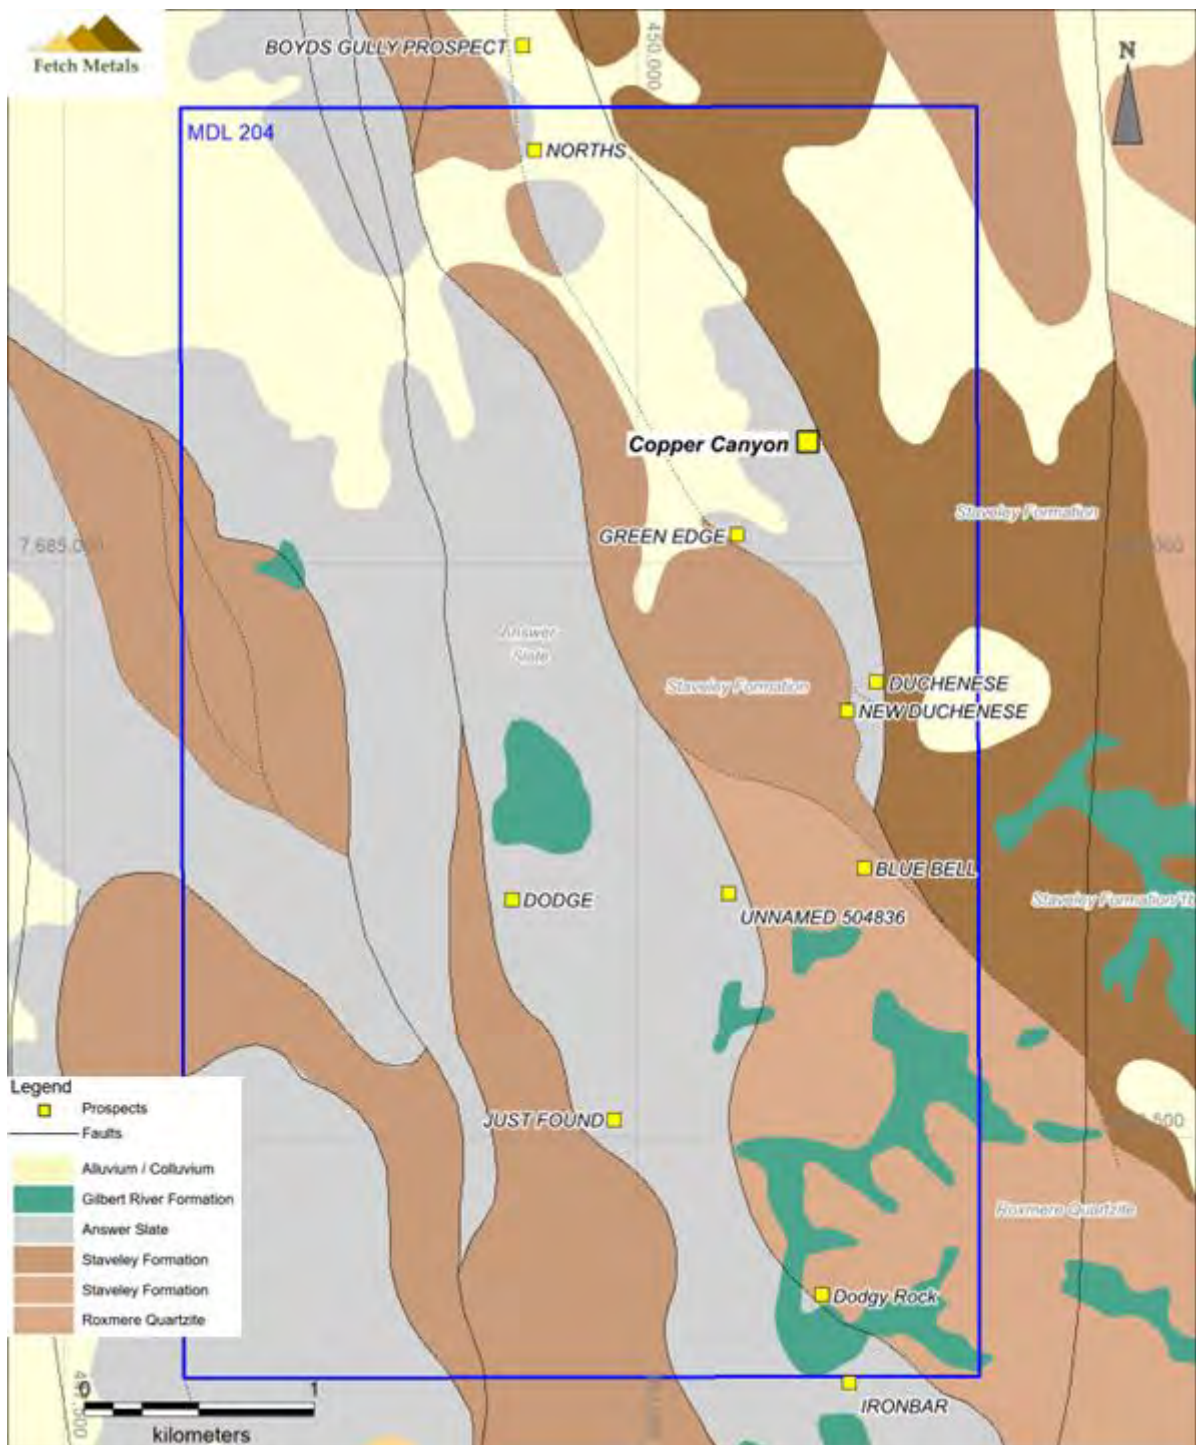 Fetch Metals
BOYDS GULLY PROSPECT
450,000
N
MDL 204
NORTHS
Copper Canyon
Staveley Formation
GREEN EDGE
7,685,000
Answer
Slate
Staveley Formation
DUCHENESE
NEW DUCHENESE
BLUE BELL
DODGE
UNNAMED 504836
Staveley Formation/1b
JUST FOUND
Roxmere Quartzite
Dodgy Rock
IRONBAR
Legend
Prospects
Faults
Alluvium / Colluvium
Gilbert River Formation
Answer Slate
Staveley Formation
Staveley Formation
Roxmere Quartzite
0 1
kilometers